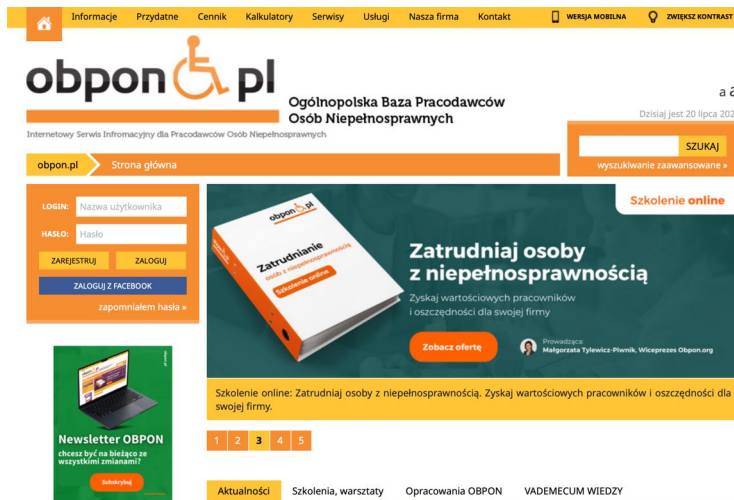 Informacje Przydatne Cennik Kalkulatory Serwisy Usługi Nasza firma Kontakt WERSJA MOBILNA ZWIĘKSZ KONTRAST
obpon.pl
Ogólnopolska Baza Pracodawców
Osób Niepełnosprawnych
a a
Dzisiaj jest 20 lipca 202
Internetowy Serwis Infromacyjny dla Pracodawców Osób Niepełnosprawnych
SZUKAJ
wyszukiwanie zaawansowane »
obpon.pl Strona główna
LOGIN: Nazwa użytkownika
HASŁO: Hasło
ZAREJESTRUJ ZALOGUJ
ZALOGUJ Z FACEBOOK
zapomniałem hasła »
Szkolenie online
obpon.pl
Zatrudnianie
osób z niepełnosprawnością
Szkolenie online
Zatrudniaj osoby
z niepełnosprawnością
Zyskaj wartościowych pracowników
i oszczędności dla swojej firmy
Zobacz ofertę
Prowadząca:
Małgorzata Tylewicz-Piwnik, Wiceprezes Obpon.org
Szkolenie online: Zatrudniaj osoby z niepełnosprawnością. Zyskaj wartościowych pracowników i oszczędności dla
swojej firmy.
1 2 3 4 5
Newsletter OBPON
chcesz być na bieżąco ze
wszystkimi zmianami?
Subskrybuj
Aktualności Szkolenia, warsztaty Opracowania OBPON VADEMECUM WIEDZY